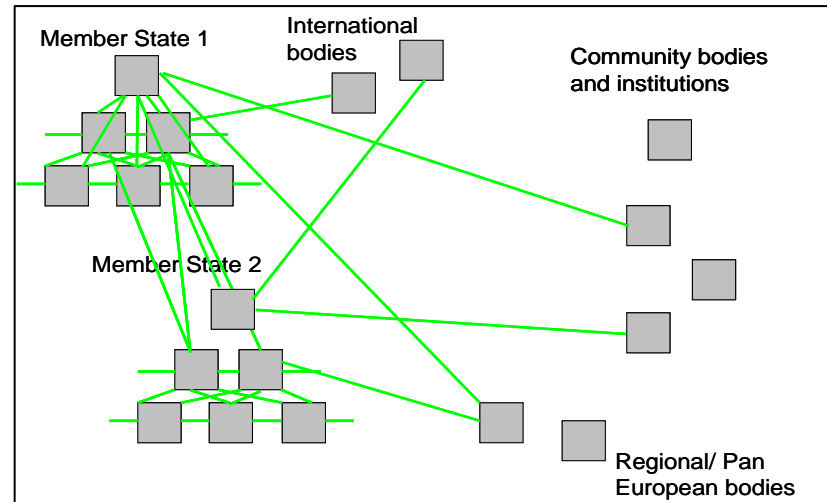 Member State 1
International
bodies
Community bodies
and institutions
Member State 2
Regional/ Pan
European bodies